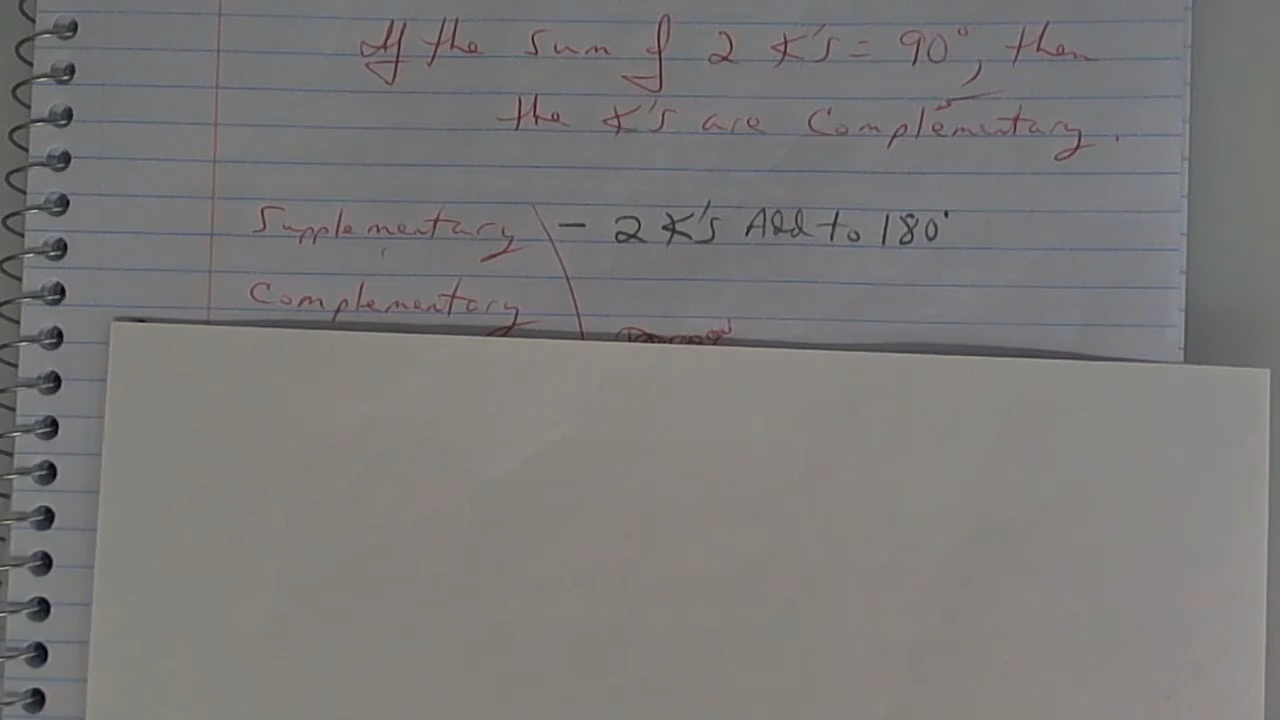 If the sum of 2 ∠'s = 90°, then
the ∠'s are Complementary.
Supplementary - 2 ∠'s Add to 180°
Complementary